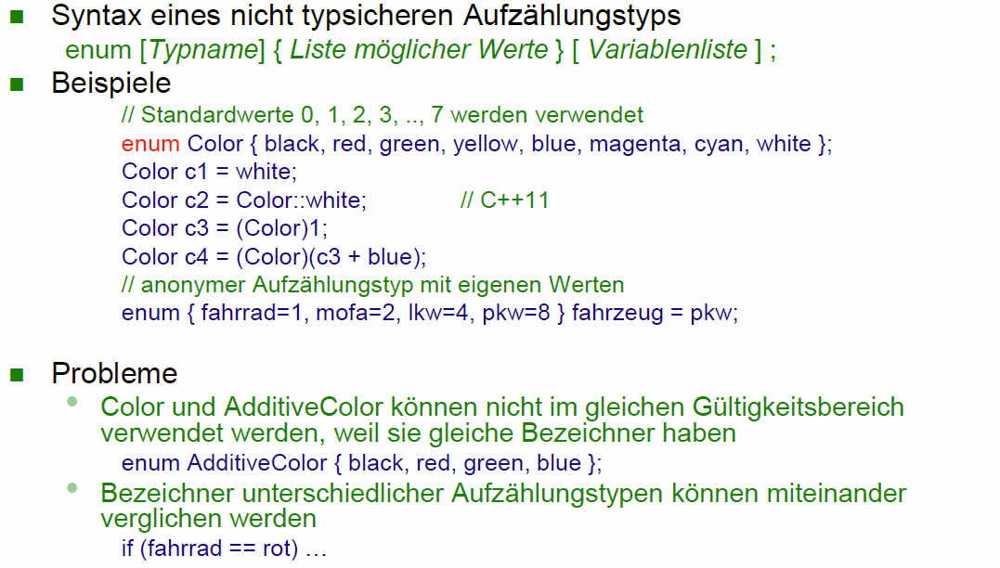 Syntax eines nicht typsicheren Aufzählungstyps
enum [Typname] { Liste möglicher Werte } [ Variablenliste ] ;
Beispiele
// Standardwerte 0, 1, 2, 3, .., 7 werden verwendet
enum Color { black, red, green, yellow, blue, magenta, cyan, white };
Color c1 = white;
Color c2 = Color::white; // C++11
Color c3 = (Color)1;
Color c4 = (Color)(c3 + blue);
// anonymer Aufzählungstyp mit eigenen Werten
enum { fahrrad=1, mofa=2, lkw=4, pkw=8 } fahrzeug = pkw;
Probleme
Color und AdditiveColor können nicht im gleichen Gültigkeitsbereich
verwendet werden, weil sie gleiche Bezeichner haben
enum AdditiveColor { black, red, green, blue };
Bezeichner unterschiedlicher Aufzählungstypen können miteinander
verglichen werden
if (fahrrad == rot) …